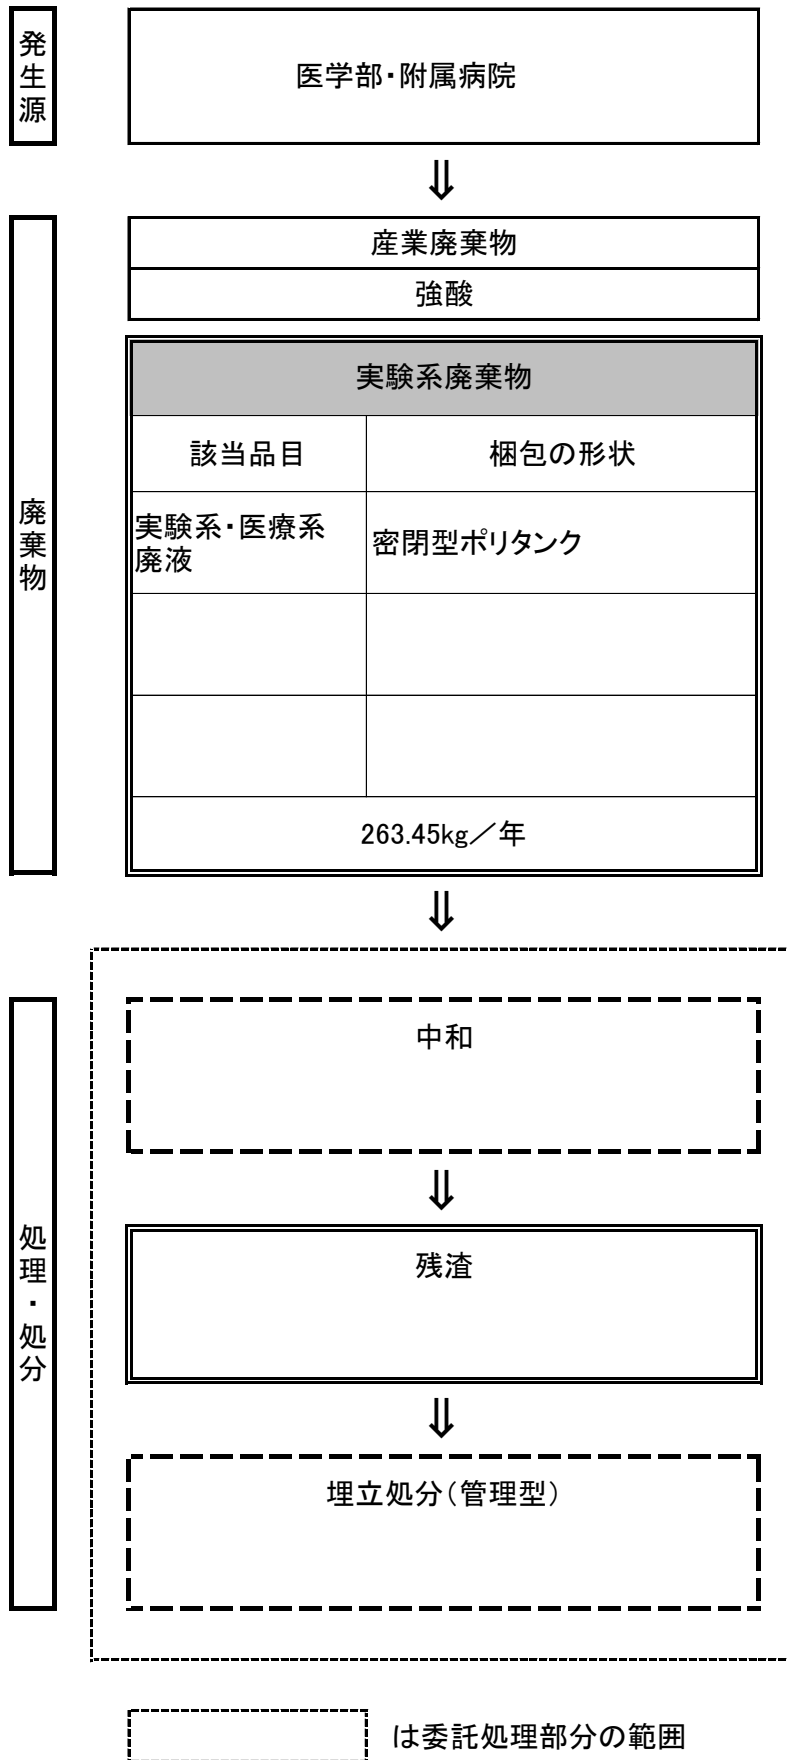 発生源
医学部・附属病院
⇓
廃棄物
産業廃棄物
強酸
実験系廃棄物
該当品目 梱包の形状
実験系・医療系
廃液
密閉型ポリタンク
263.45kg／年
⇓
処理・処分
中和
⇓
残渣
⇓
埋立処分（管理型）
は委託処理部分の範囲